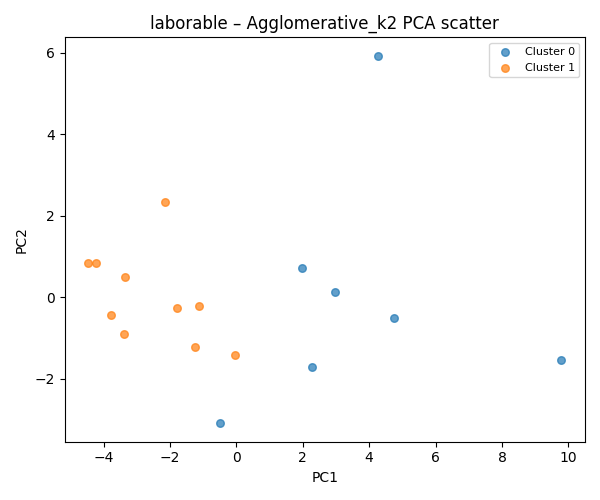 laborable – Agglomerative_k2 PCA scatter
Cluster 0
Cluster 1
6
4
2
0
−2
PC2
−4 −2 0 2 4 6 8 10
PC1